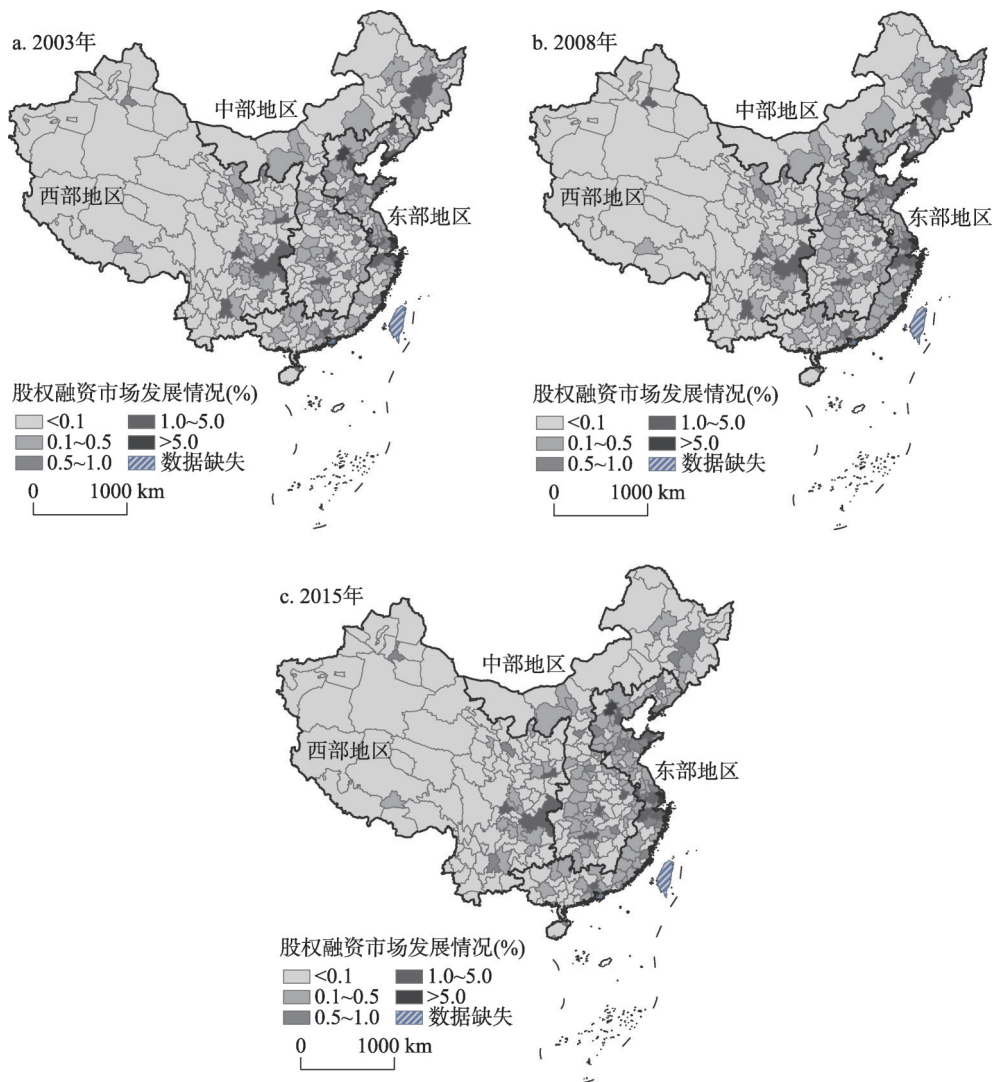 a. 2003年
中部地区
西部地区
东部地区
股权融资市场发展情况(%)
<0.1
1.0~5.0
0.1~0.5
>5.0
0.5~1.0
数据缺失
0 1000 km
b. 2008年
中部地区
西部地区
东部地区
股权融资市场发展情况(%)
<0.1
1.0~5.0
0.1~0.5
>5.0
0.5~1.0
数据缺失
0 1000 km
c. 2015年
中部地区
西部地区
东部地区
股权融资市场发展情况(%)
<0.1
1.0~5.0
0.1~0.5
>5.0
0.5~1.0
数据缺失
0 1000 km